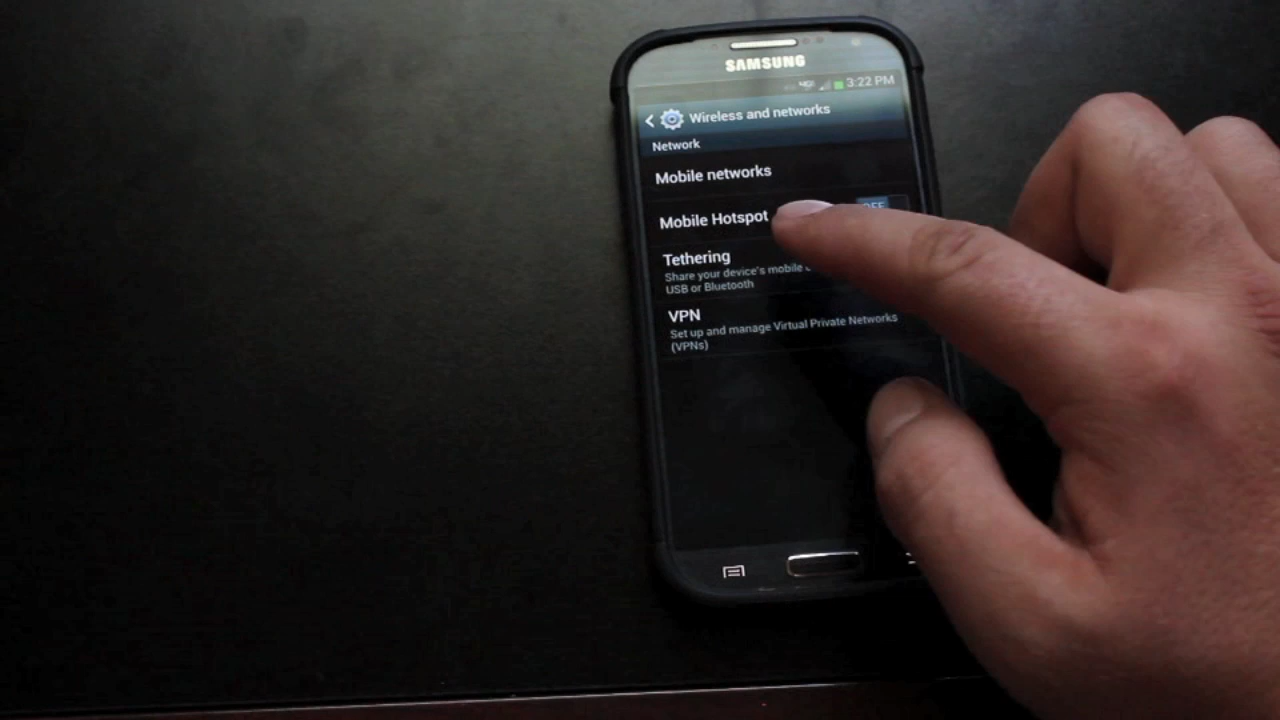 SAMSUNG
3:22 PM
Wireless and networks
Network
Mobile networks
Mobile Hotspot
Tethering
Share your device's mobile
USB or Bluetooth
VPN
Set up and manage Virtual Private Networks
(VPNs)